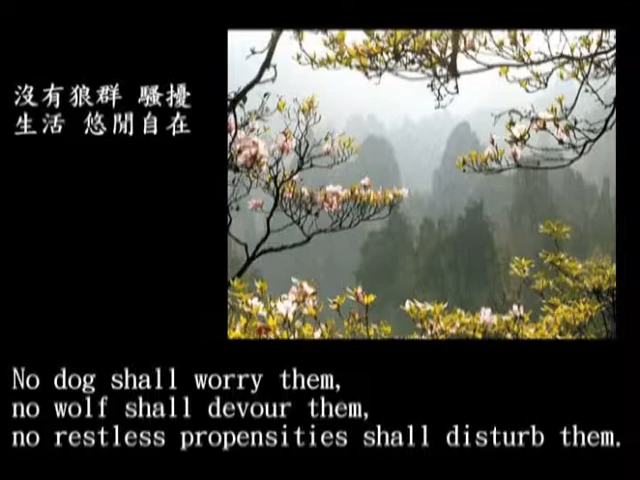 沒有狼群 騷擾
生活 悠閒自在
No dog shall worry them,
no wolf shall devour them,
no restless propensities shall disturb them.